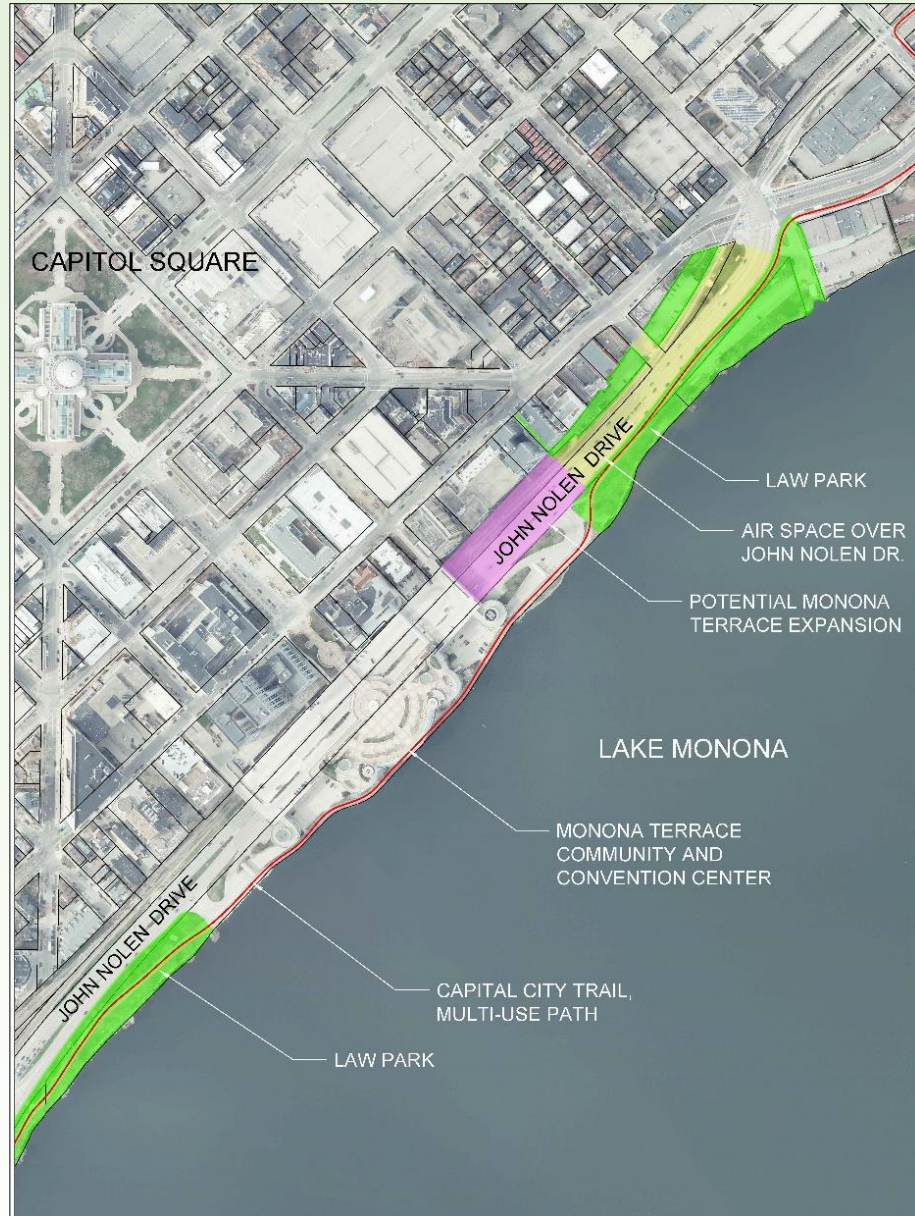 CAPITOL SQUARE
JOHN NOLEN DRIVE
LAW PARK
AIR SPACE OVER
JOHN NOLEN DR.
POTENTIAL MONONA
TERRACE EXPANSION
LAKE MONONA
MONONA TERRACE
COMMUNITY AND
CONVENTION CENTER
JOHN NOLEN DRIVE
CAPITAL CITY TRAIL,
MULTI-USE PATH
LAW PARK